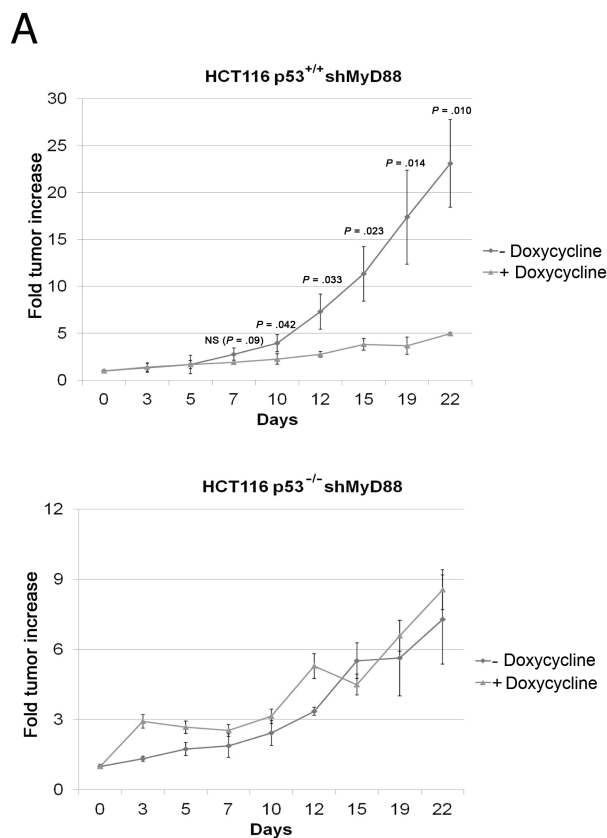 A
HCT116 p53+/+ shMyD88
30
25
20
15
10
5
0
Fold tumor increase
NS (P = .09)
P = .042
P = .033
P = .023
P = .014
P = .010
0 3 5 7 10 12 15 19 22
Days
- Doxycycline
+ Doxycycline
HCT116 p53-/- shMyD88
12
9
6
3
0
Fold tumor increase
0 3 5 7 10 12 15 19 22
Days
- Doxycycline
+ Doxycycline